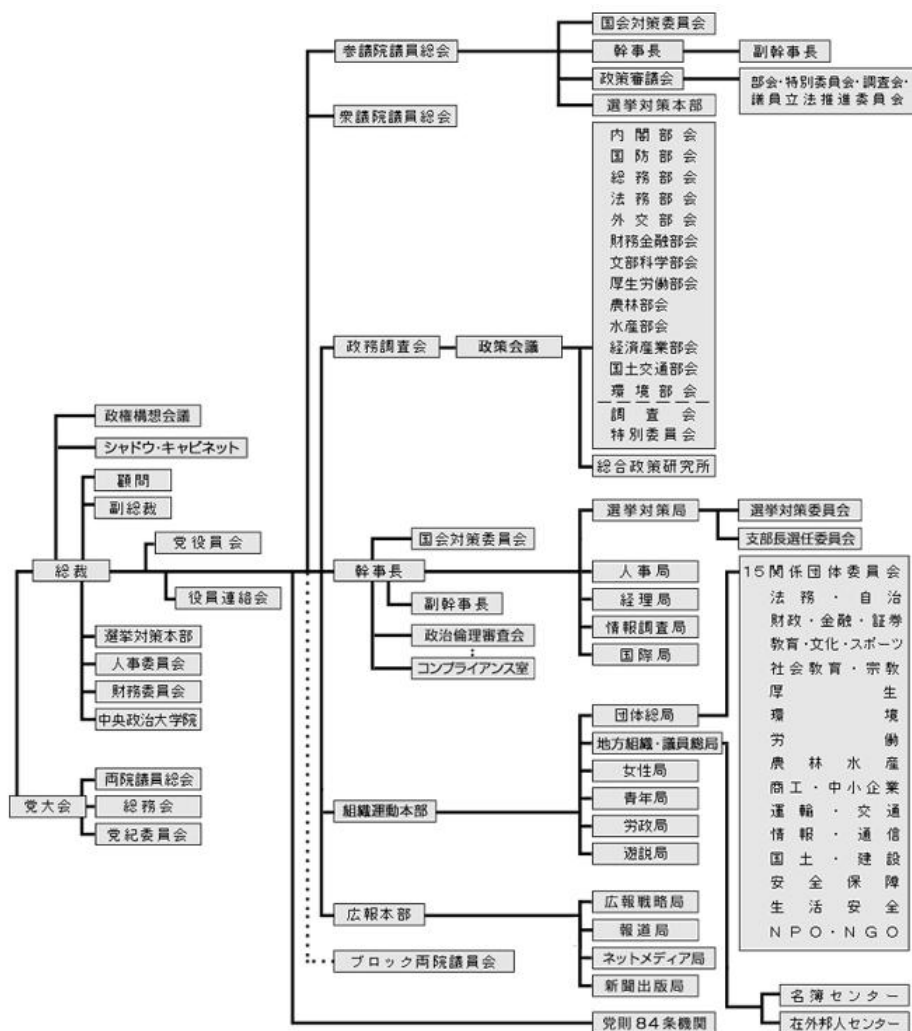 国会対策委員会
参議院議員総会
幹事長
副幹事長
政策審議会
部会・特別委員会・調査会・
議員立法推進委員会
選挙対策本部
衆議院議員総会
内閣部会
国防部会
総務部会
法務部会
外交部会
財務金融部会
文部科学部会
厚生労働部会
農林部会
水産部会
経済産業部会
国土交通部会
環境部会
調査会
特別委員会
政務調査会
政策会議
総合政策研究所
政権構想会議
シャドウ・キャビネット
顧問
副総裁
党役員会
総裁
役員連絡会
選挙対策本部
人事委員会
財務委員会
中央政治大学院
両院議員総会
党大会
総務会
党紀委員会
国会対策委員会
幹事長
副幹事長
政治倫理審査会
コンプライアンス室
選挙対策局
選挙対策委員会
支部長選任委員会
人事局
経理局
情報調査局
国際局
15関係団体委員会
法務・自治
財政・金融・証券
教育・文化・スポーツ
社会教育・宗教
厚生
環境
労働
農林水産
商工・中小企業
運輸・交通
情報・通信
国土・建設
安全保障
生活安全
NPO・NGO
団体総局
地方組織・議員総局
女性局
青年局
組織運動本部
労政局
遊説局
広報本部
広報戦略局
報道局
ネットメディア局
新聞出版局
ブロック両院議員会
名簿センター
在外邦人センター
党則84条機関